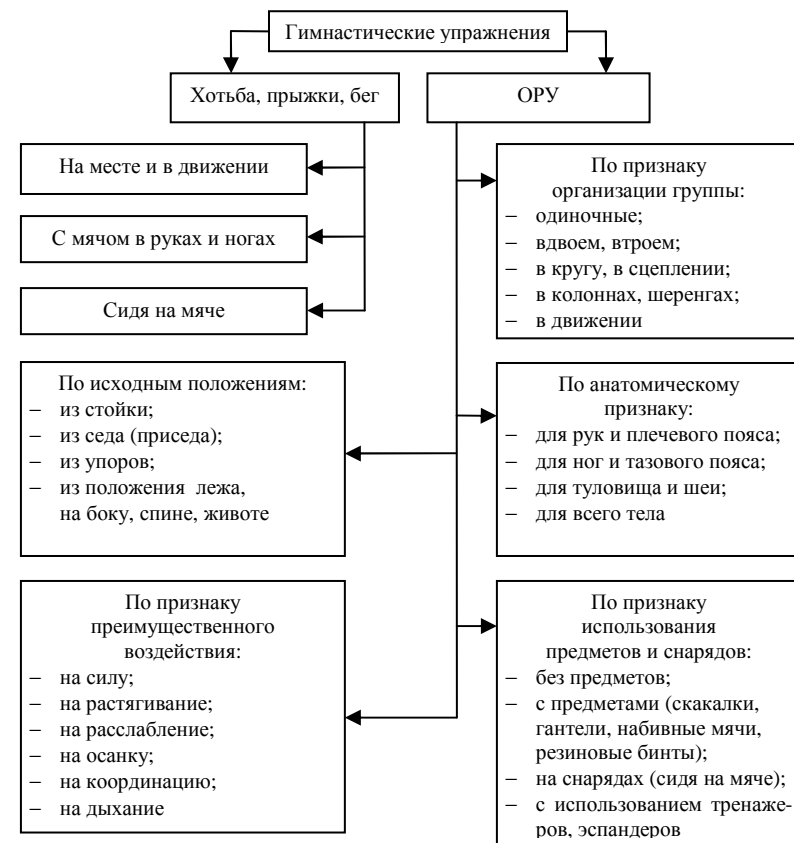 Гимнастические упражнения
Хотьба, прыжки, бег
ОРУ
На месте и в движении
С мячом в руках и ногах
Сидя на мяче
По признаку
организации группы:
– одиночные;
– вдвоем, втроем;
– в кругу, в сцеплении;
– в колоннах, шеренгах;
– в движении
По исходным положениям:
– из стойки;
– из седа (приседа);
– из упоров;
– из положения лежа,
на боку, спине, животе
По анатомическому
признаку:
– для рук и плечевого пояса;
– для ног и тазового пояса;
– для туловища и шеи;
– для всего тела
По признаку
преимущественного
воздействия:
– на силу;
– на растягивание;
– на расслабление;
– на осанку;
– на координацию;
– на дыхание
По признаку
использования
предметов и снарядов:
– без предметов;
– с предметами (скакалки,
гантели, набивные мячи,
резиновые бинты);
– на снарядах (сидя на мяче);
– с использованием тренаже-
ров, эспандеров